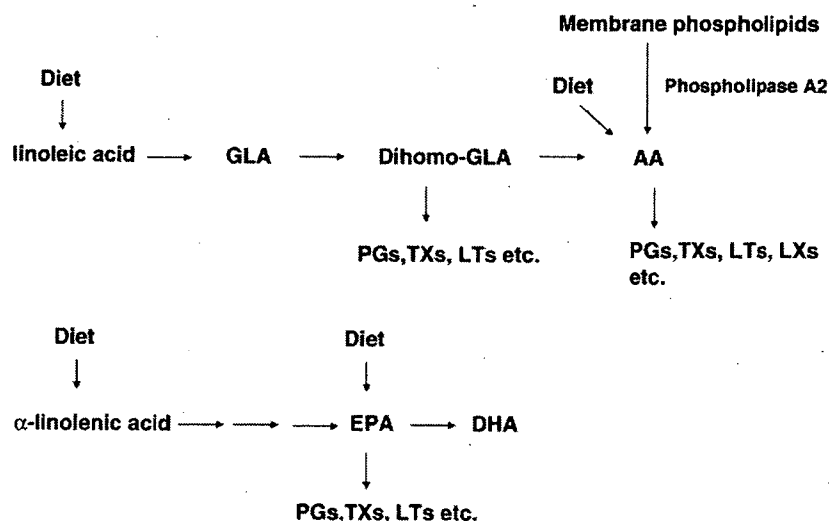 Membrane phospholipids
Diet
Diet
Phospholipase A2
linoleic acid
GLA
Dihomo-GLA
AA
PGs,TXs, LTs etc.
PGs,TXs, LTs, LXs
etc.
Diet
Diet
α-linolenic acid
EPA
DHA
PGs,TXs, LTs etc.